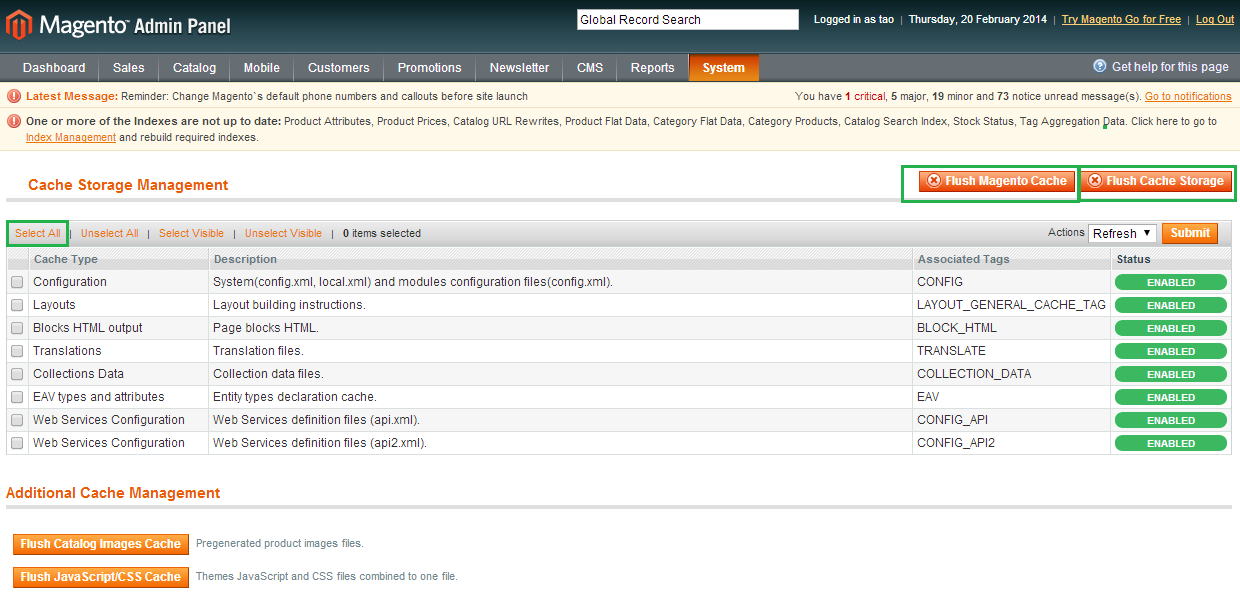 Magento™ Admin Panel
Global Record Search
Logged in as tao | Thursday, 20 February 2014 | Try Magento Go for Free | Log Out
Dashboard Sales Catalog Mobile Customers Promotions Newsletter CMS Reports System Get help for this page
Latest Message: Reminder: Change Magento`s default phone numbers and callouts before site launch You have 1 critical, 5 major, 19 minor and 73 notice unread message(s). Go to notifications
One or more of the Indexes are not up to date: Product Attributes, Product Prices, Catalog URL Rewrites, Product Flat Data, Category Flat Data, Category Products, Catalog Search Index, Stock Status, Tag Aggregation Data. Click here to go to
Index Management and rebuild required indexes.
Cache Storage Management Flush Magento Cache Flush Cache Storage
Select All | Unselect All | Select Visible | Unselect Visible | 0 items selected Actions Refresh Submit
Cache Type Description Associated Tags Status
Configuration System(config.xml, local.xml) and modules configuration files(config.xml). CONFIG ENABLED
Layouts Layout building instructions. LAYOUT_GENERAL_CACHE_TAG ENABLED
Blocks HTML output Page blocks HTML. BLOCK_HTML ENABLED
Translations Translation files. TRANSLATE ENABLED
Collections Data Collection data files. COLLECTION_DATA ENABLED
EAV types and attributes Entity types declaration cache. EAV ENABLED
Web Services Configuration Web Services definition files (api.xml). CONFIG_API ENABLED
Web Services Configuration Web Services definition files (api2.xml). CONFIG_API2 ENABLED
Additional Cache Management
Flush Catalog Images Cache Pregenerated product images files.
Flush JavaScript/CSS Cache Themes JavaScript and CSS files combined to one file.